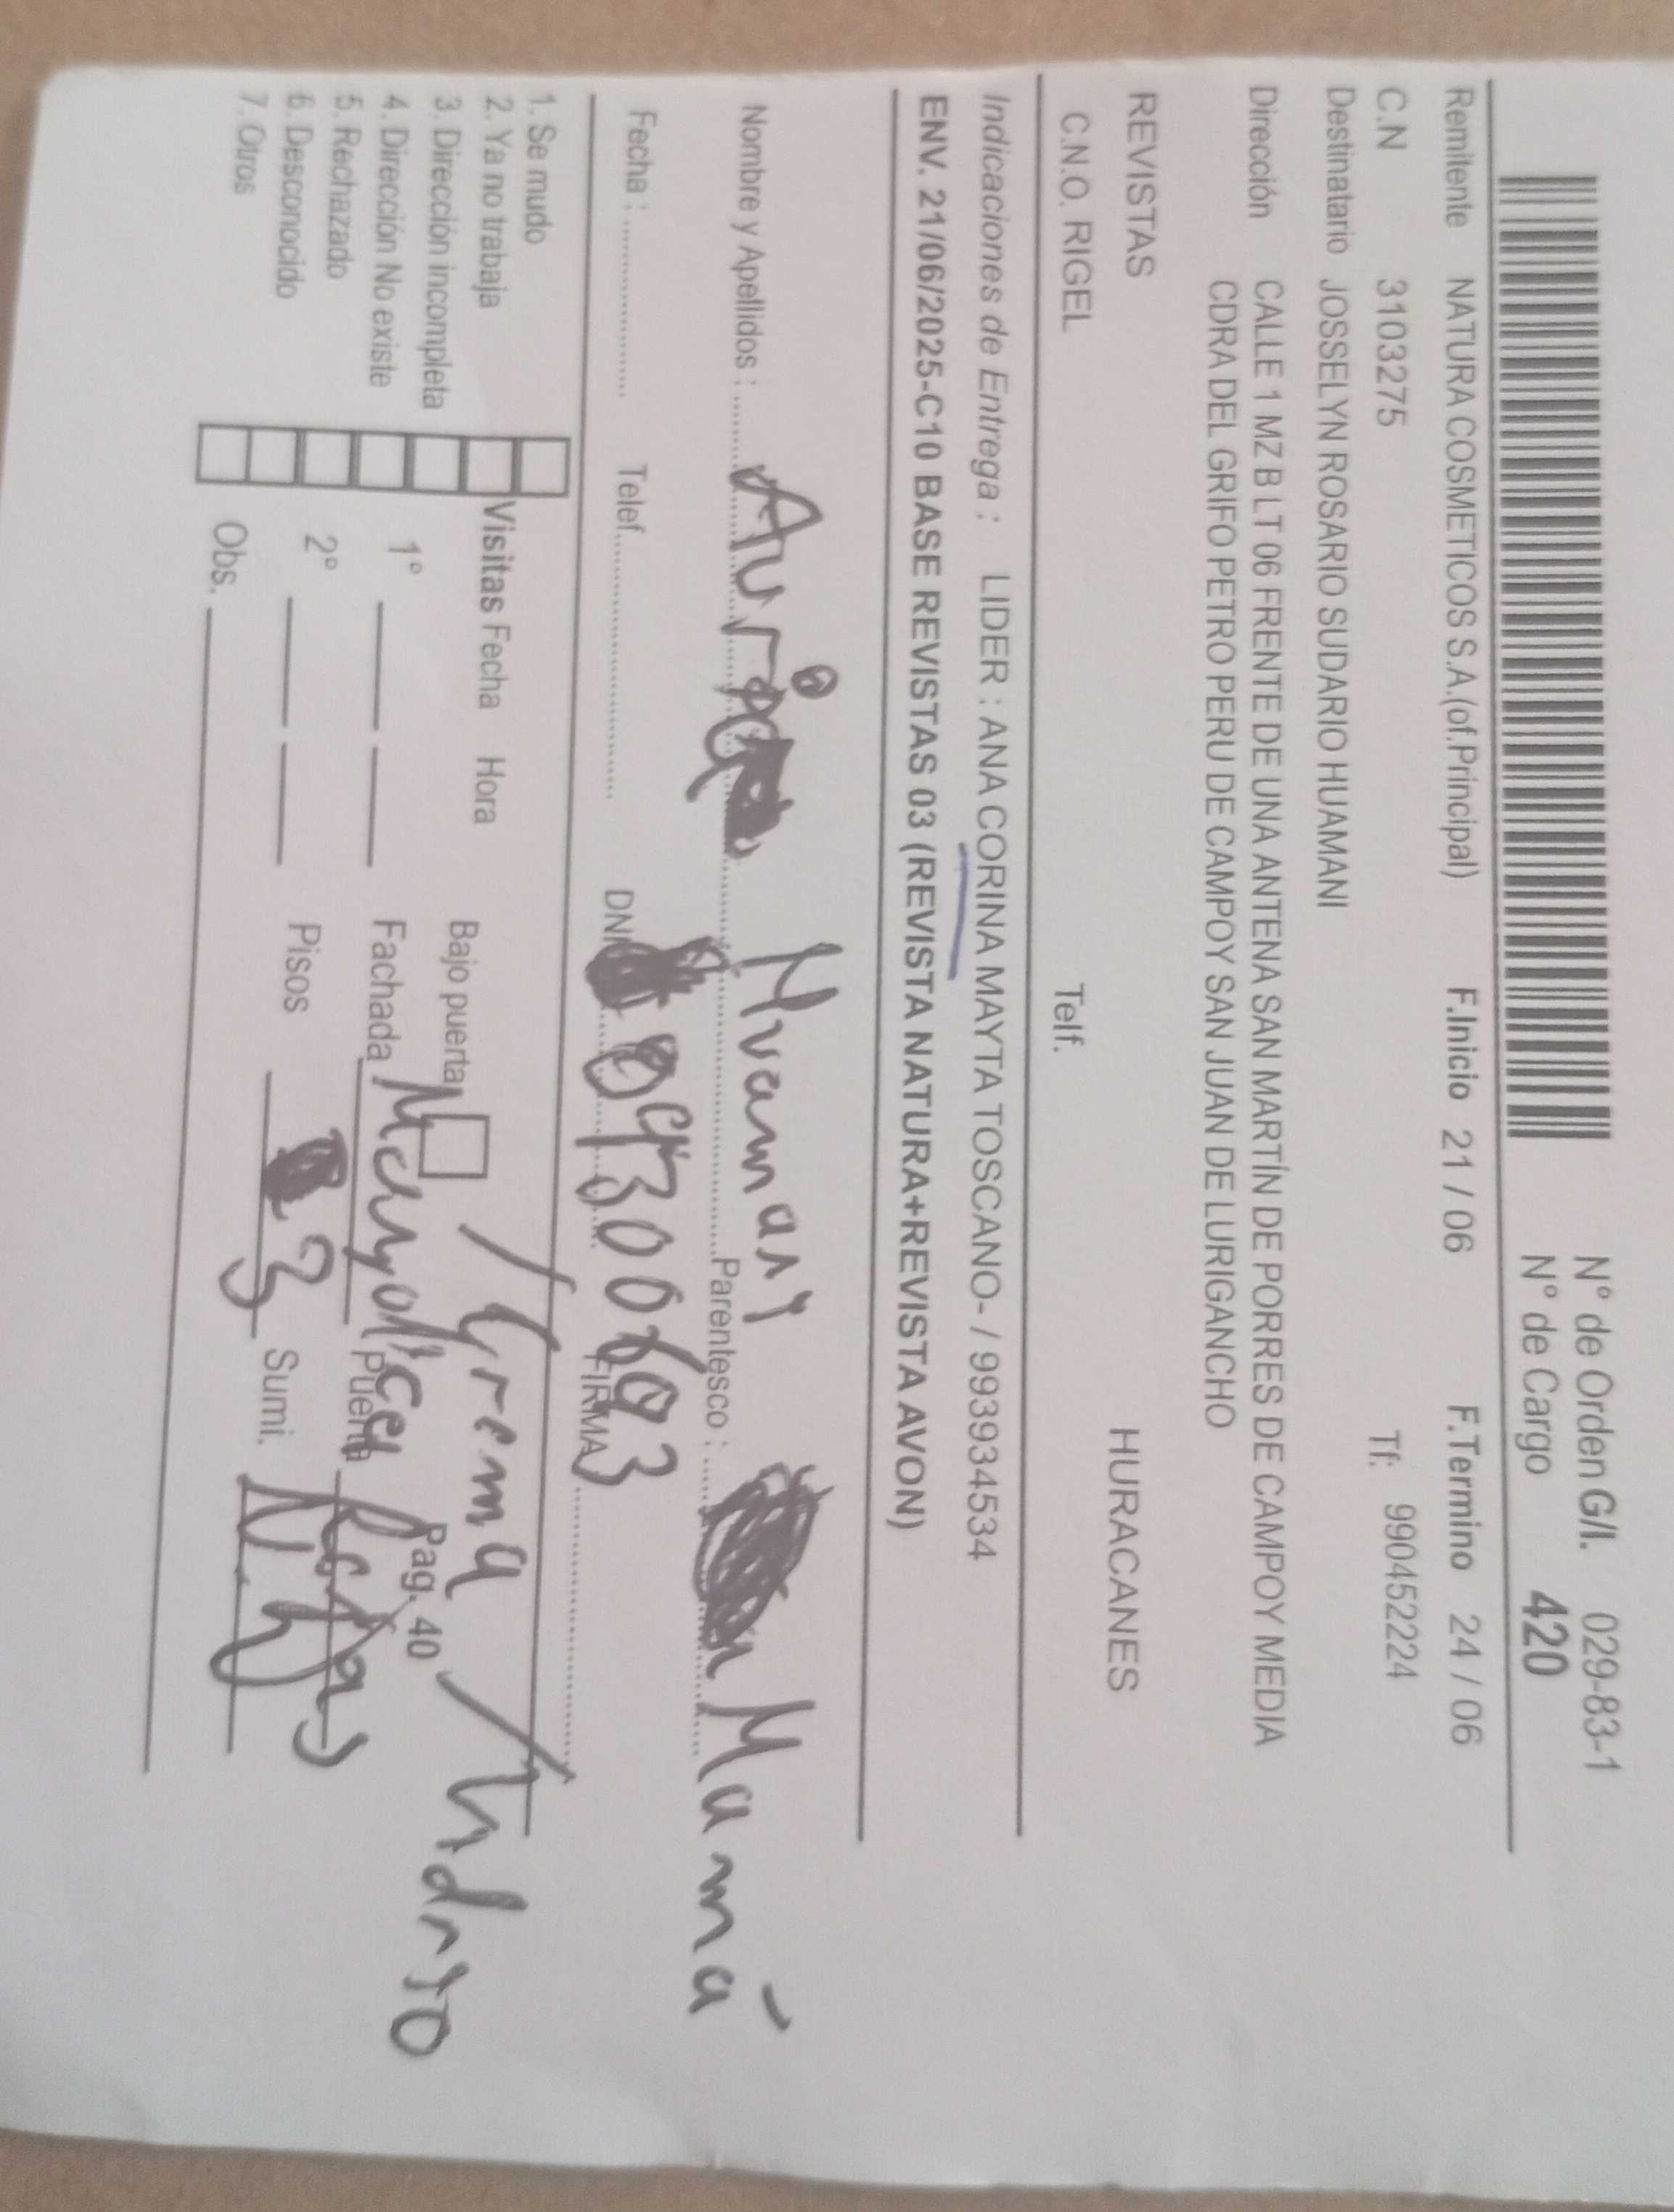 N° de Orden G/I. 029-83-1
N° de Cargo 420
Remitente NATURA COSMETICOS S.A.(of.Principal) F.Inicio 21 / 06 F.Termino 24 / 06
C.N 3103275 Tf: 990452224
Destinatario JOSSELYN ROSARIO SUDARIO HUAMANI
Dirección CALLE 1 MZ B LT 06 FRENTE DE UNA ANTENA SAN MARTÍN DE PORRES DE CAMPOY MEDIA
CDRA DEL GRIFO PETRO PERU DE CAMPOY SAN JUAN DE LURIGANCHO
REVISTAS HURACANES
C.N.O. RIGEL Telf.
Indicaciones de Entrega : LIDER : ANA CORINA MAYTA TOSCANO- / 993934534
ENV. 21/06/2025-C10 BASE REVISTAS 03 (REVISTA NATURA+REVISTA AVON)
Nombre y Apellidos : Huamani Parentesco : Mamá
Fecha : Telef. DNI FIRMA
1. Se mudo
2. Ya no trabaja
3. Dirección incompleta
4. Dirección No existe
5. Rechazado
6. Desconocido
7. Otros
Visitas Fecha Hora
1°
2°
Obs.
Bajo puerta / Crema Pag. 40 / Vidrio
Fachada Mayolica Puerta Reja
Pisos 3 Sumi. N.h